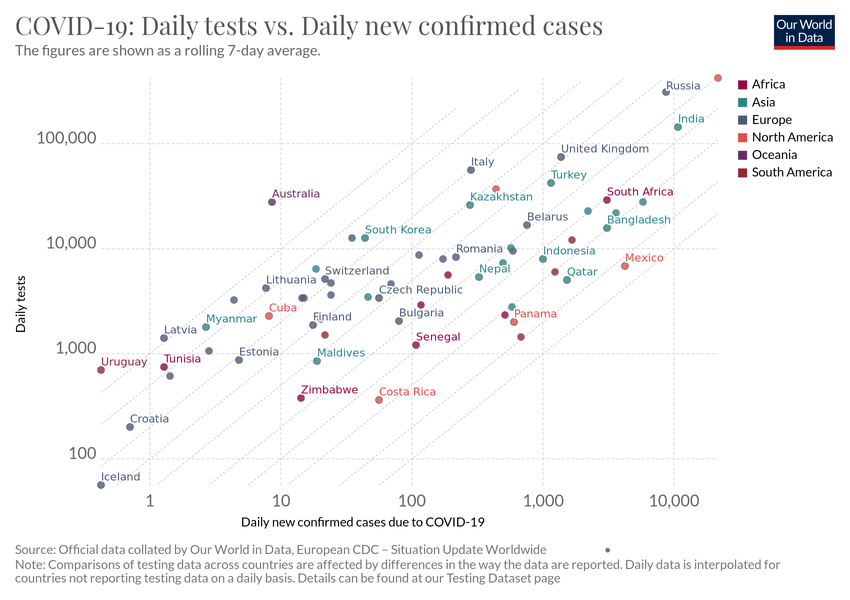 COVID-19: Daily tests vs. Daily new confirmed cases
The figures are shown as a rolling 7-day average.
Our World
in Data
Africa
Asia
Europe
North America
Oceania
South America
Daily tests
100,000
10,000
1,000
100
Russia
India
United Kingdom
Italy
Turkey
Australia
Kazakhstan
South Africa
Belarus
Bangladesh
South Korea
Romania
Indonesia
Mexico
Switzerland
Nepal
Qatar
Lithuania
Czech Republic
Cuba
Myanmar
Finland
Bulgaria
Panama
Latvia
Senegal
Estonia
Maldives
Uruguay
Tunisia
Zimbabwe
Costa Rica
Croatia
Iceland
1
10
100
1,000
10,000
Daily new confirmed cases due to COVID-19
Source: Official data collated by Our World in Data, European CDC – Situation Update Worldwide
Note: Comparisons of testing data across countries are affected by differences in the way the data are reported. Daily data is interpolated for
countries not reporting testing data on a daily basis. Details can be found at our Testing Dataset page